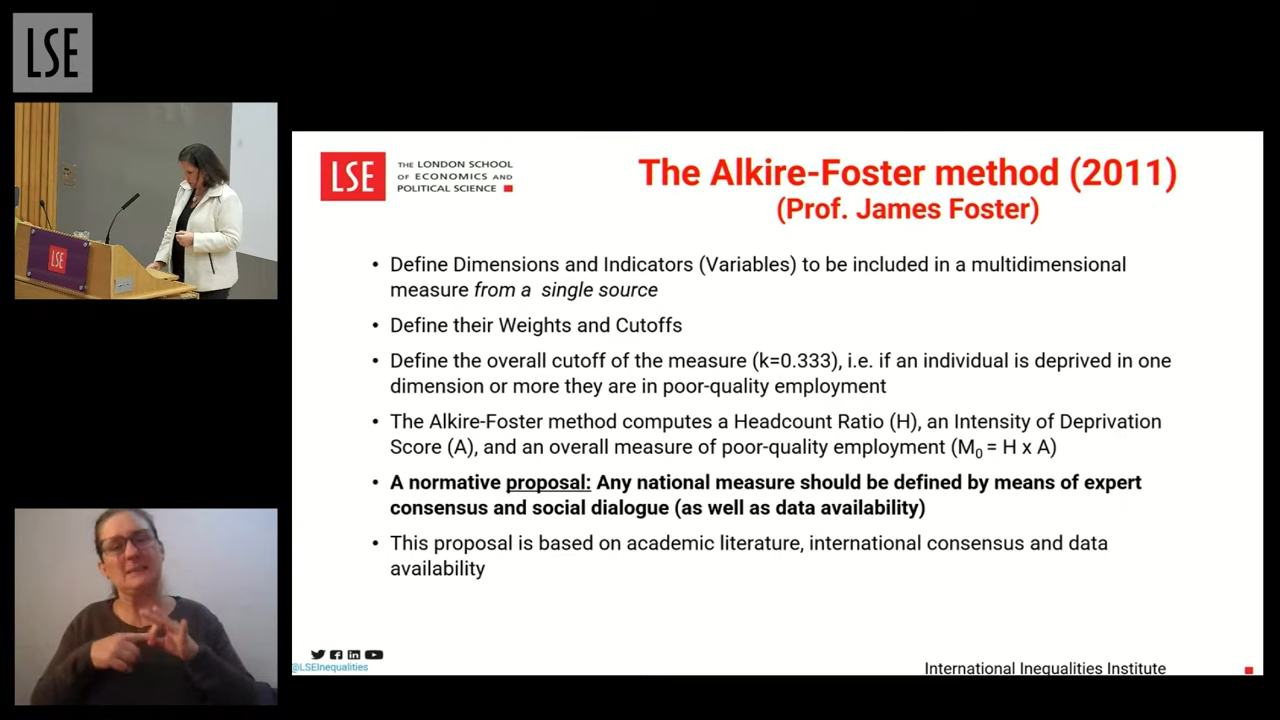 LSE
LSE
LSE
THE LONDON SCHOOL
OF ECONOMICS AND
POLITICAL SCIENCE
The Alkire-Foster method (2011)
(Prof. James Foster)
• Define Dimensions and Indicators (Variables) to be included in a multidimensional
measure from a single source
• Define their Weights and Cutoffs
• Define the overall cutoff of the measure (k=0.333), i.e. if an individual is deprived in one
dimension or more they are in poor-quality employment
• The Alkire-Foster method computes a Headcount Ratio (H), an Intensity of Deprivation
Score (A), and an overall measure of poor-quality employment (M₀ = H x A)
• A normative proposal: Any national measure should be defined by means of expert
consensus and social dialogue (as well as data availability)
• This proposal is based on academic literature, international consensus and data
availability
@LSEInequalities
International Inequalities Institute